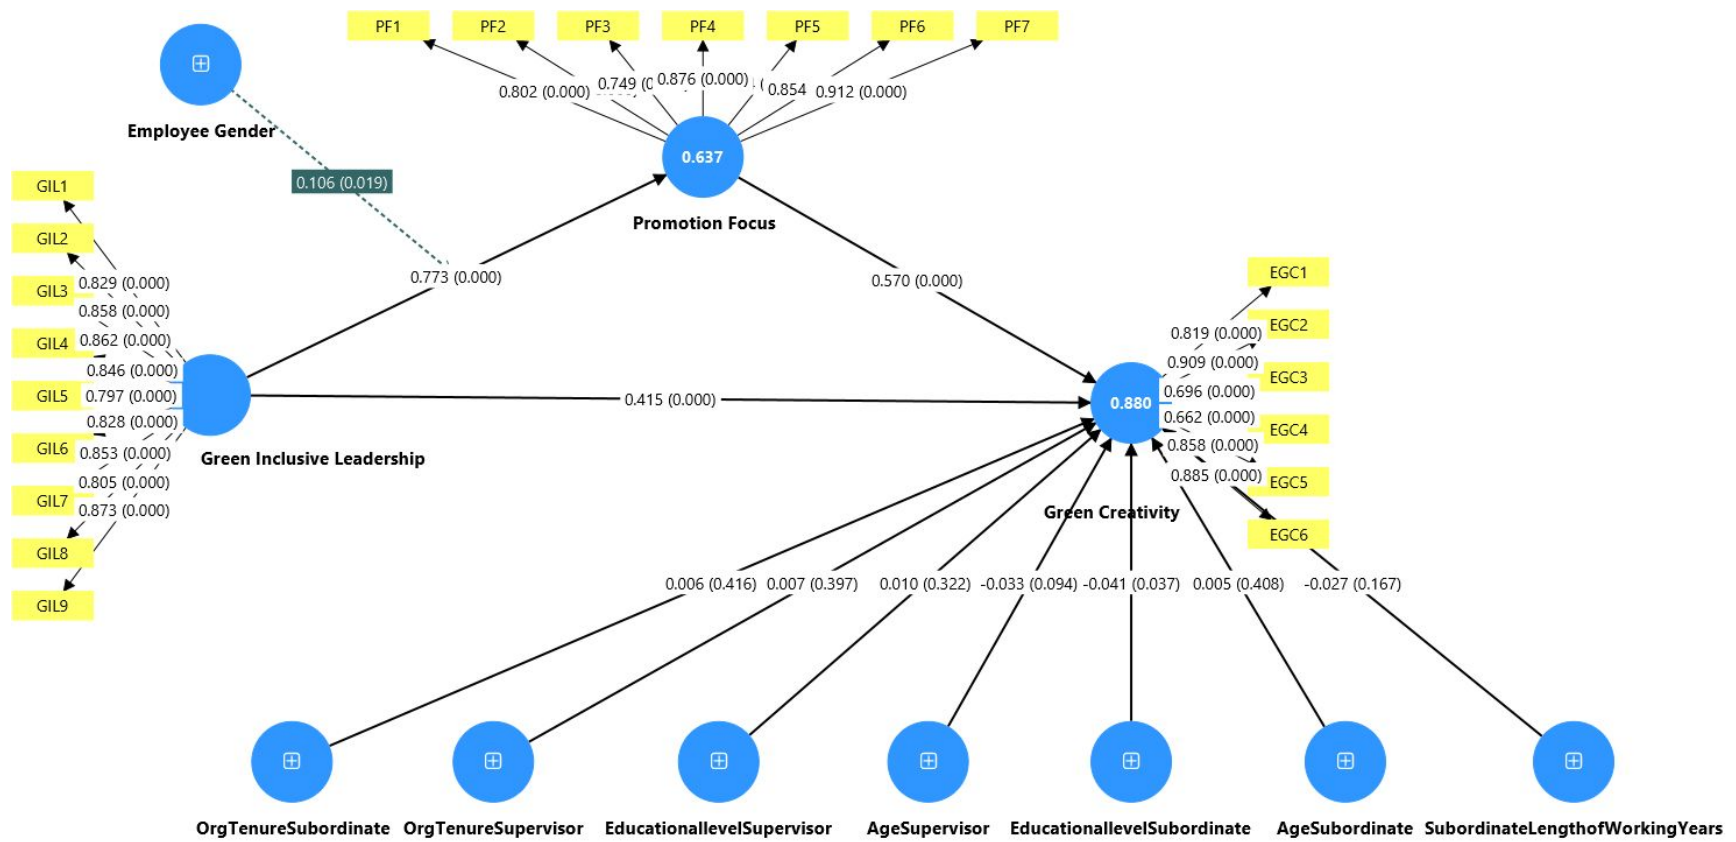 PF1 PF2 PF3 PF4 PF5 PF6 PF7
0.802 (0.000) 0.749 0.876 (0.000) 0.854 0.912 (0.000)
Employee Gender
0.637
Promotion Focus
0.106 (0.019)
GIL1
GIL2
GIL3
GIL4
GIL5
GIL6
GIL7
GIL8
GIL9
0.829 (0.000)
0.858 (0.000)
0.862 (0.000)
0.846 (0.000)
0.797 (0.000)
0.828 (0.000)
0.853 (0.000)
0.805 (0.000)
0.873 (0.000)
Green Inclusive Leadership
0.773 (0.000)
0.570 (0.000)
0.415 (0.000)
0.880
Green Creativity
0.819 (0.000)
0.909 (0.000)
0.696 (0.000)
0.662 (0.000)
0.858 (0.000)
0.885 (0.000)
EGC1
EGC2
EGC3
EGC4
EGC5
EGC6
0.006 (0.416) 0.007 (0.397) 0.010 (0.322) -0.033 (0.094) -0.041 (0.037) 0.005 (0.408) -0.027 (0.167)
OrgTenureSubordinate OrgTenureSupervisor EducationallevelSupervisor AgeSupervisor EducationallevelSubordinate AgeSubordinate SubordinateLengthofWorkingYears